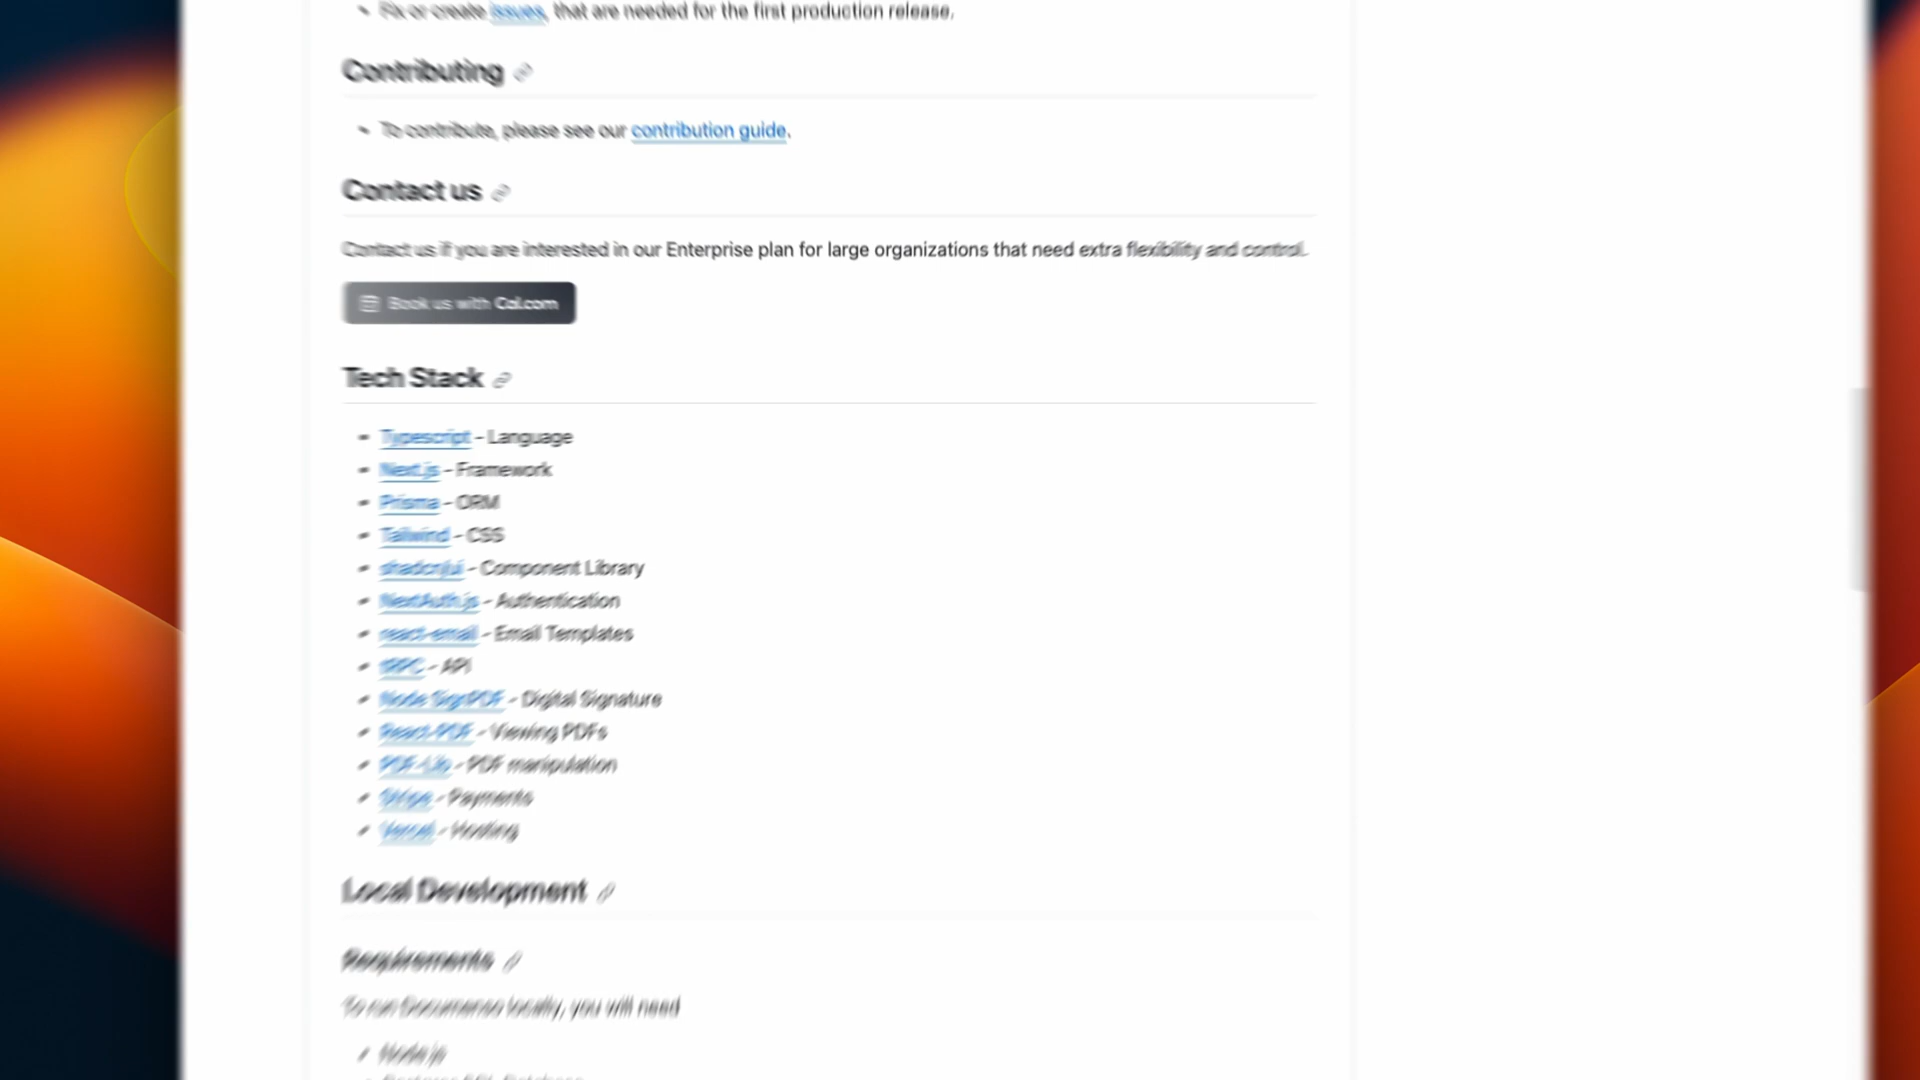 Fix or create issues, that are needed for the first production release.
Contributing
To contribute, please see our contribution guide.
Contact us
Contact us if you are interested in our Enterprise plan for large organizations that need extra flexibility and control.
Book us with Cal.com
Tech Stack
Typescript - Language
Next.js - Framework
Prisma - ORM
Tailwind - CSS
shadcn/ui - Component Library
NextAuth.js - Authentication
react-email - Email Templates
tRPC - API
Node SignPDF - Digital Signature
React-PDF - Viewing PDFs
PDF-Lib - PDF manipulation
Stripe - Payments
Vercel - Hosting
Local Development
Requirements
To run Documenso locally, you will need
Node.js